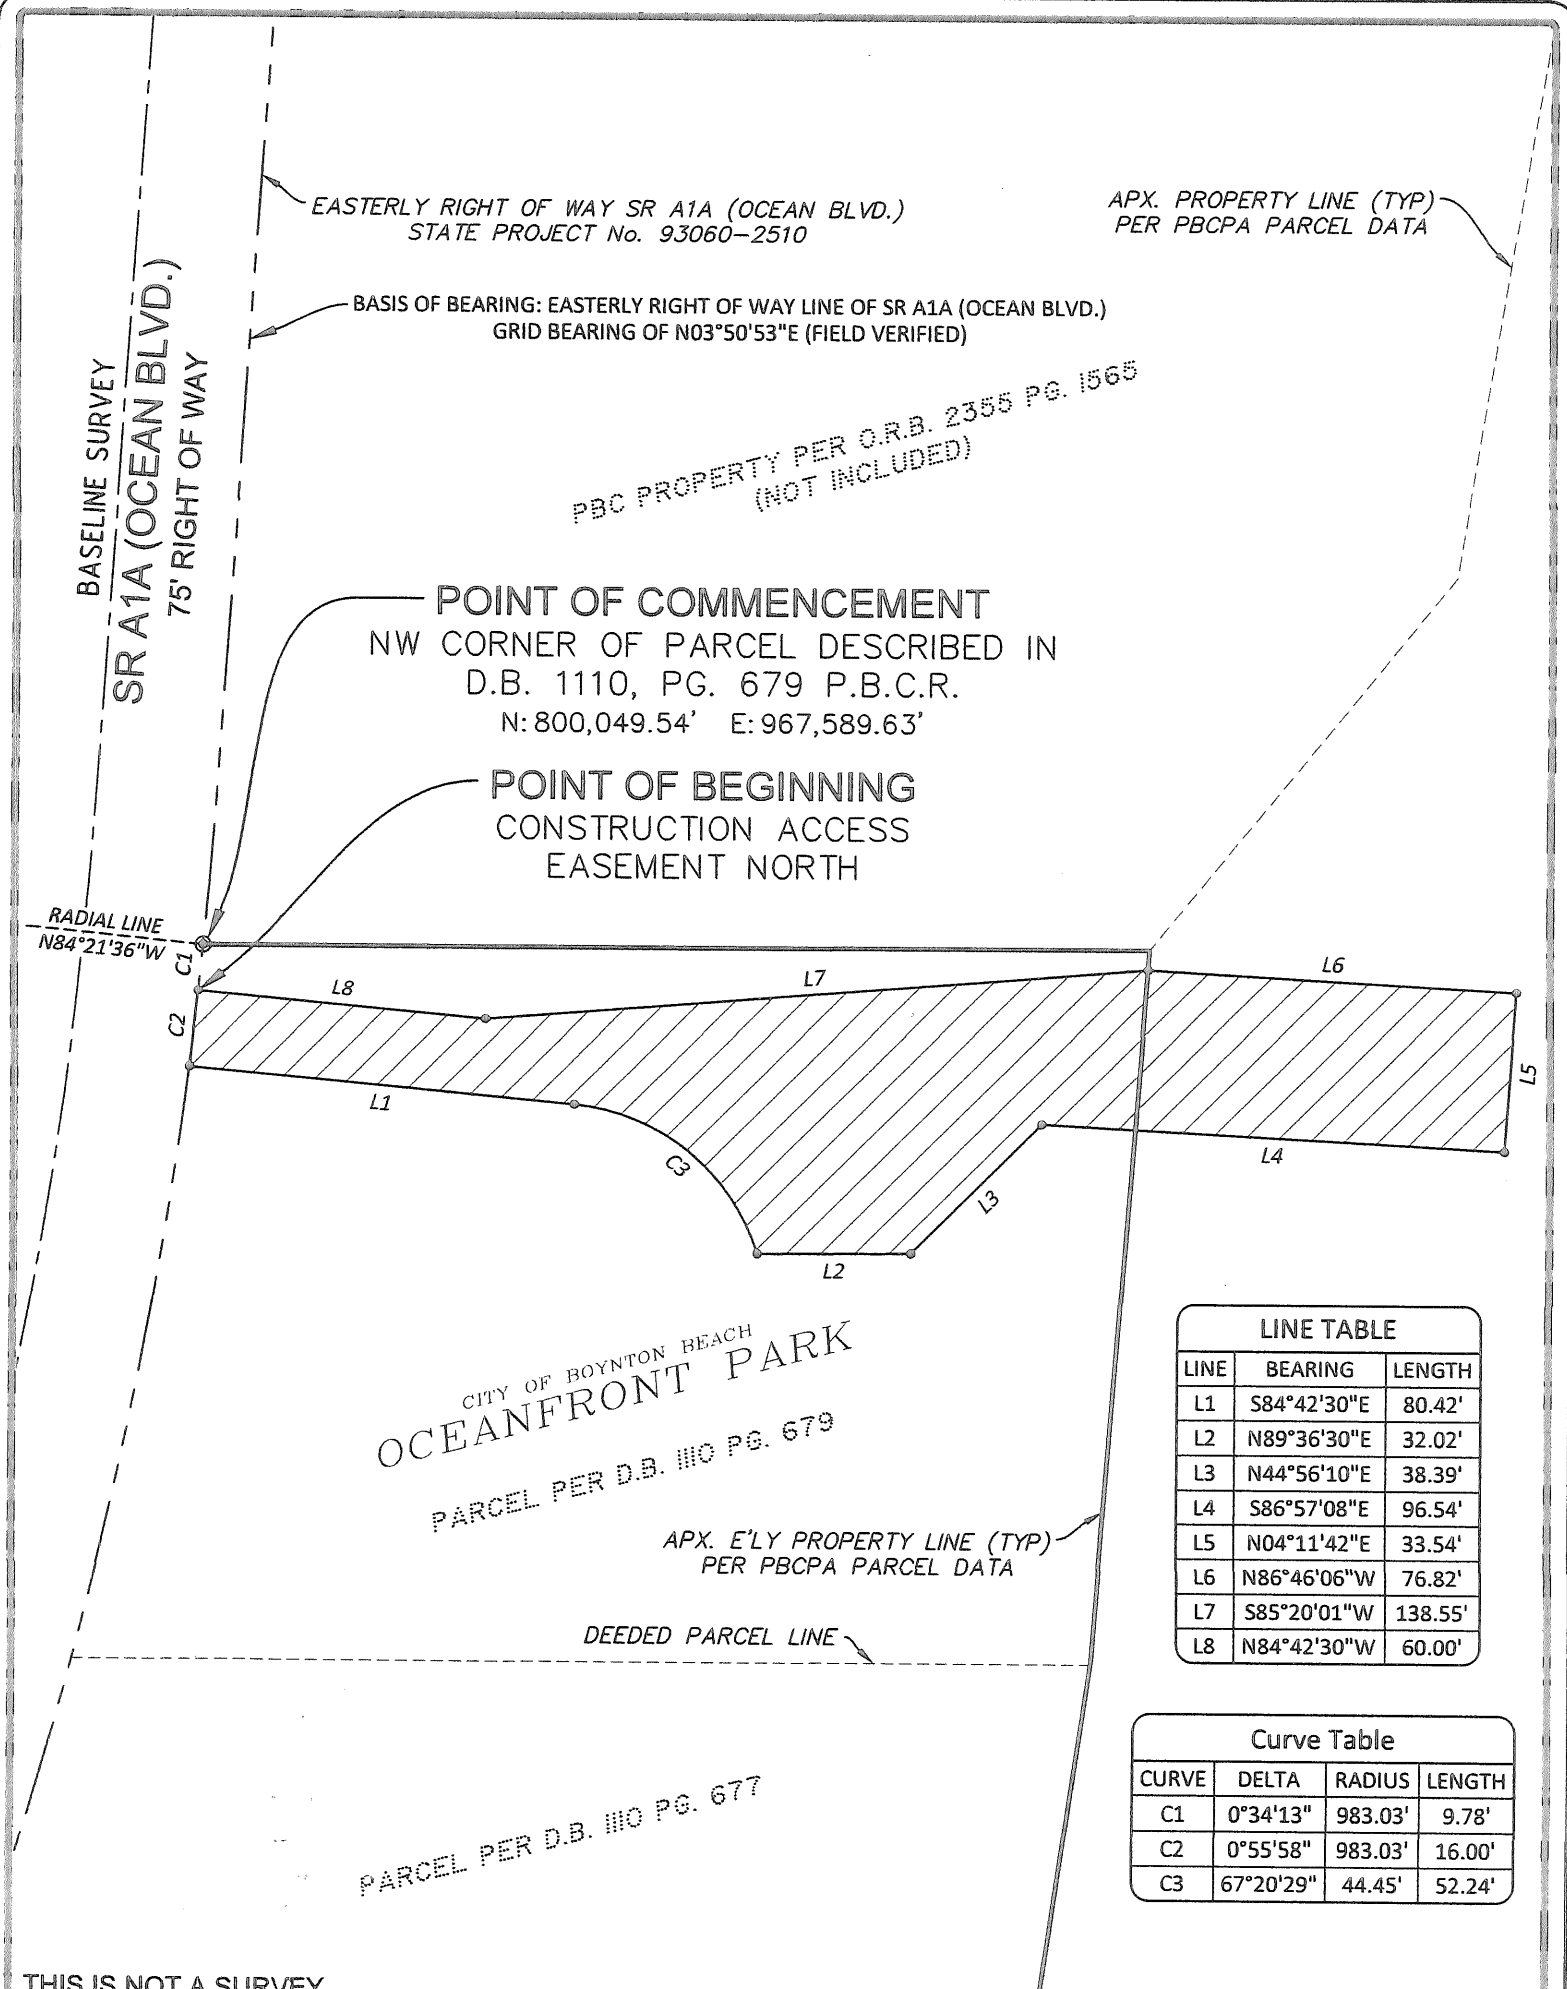 EASTERLY RIGHT OF WAY SR A1A (OCEAN BLVD.)
STATE PROJECT No. 93060-2510
APX. PROPERTY LINE (TYP)
PER PBCPA PARCEL DATA
BASIS OF BEARING: EASTERLY RIGHT OF WAY LINE OF SR A1A (OCEAN BLVD.)
GRID BEARING OF N03°50'53"E (FIELD VERIFIED)
BASELINE SURVEY
SR A1A (OCEAN BLVD.)
75' RIGHT OF WAY
PBC PROPERTY PER O.R.B. 2355 PG. 1565
(NOT INCLUDED)
POINT OF COMMENCEMENT
NW CORNER OF PARCEL DESCRIBED IN
D.B. 1110, PG. 679 P.B.C.R.
N: 800,049.54' E: 967,589.63'
POINT OF BEGINNING
CONSTRUCTION ACCESS
EASEMENT NORTH
RADIAL LINE
N84°21'36"W
C1
L8
L7
L6
C2
L1
C3
L5
L4
L3
L2
CITY OF BOYNTON BEACH
OCEANFRONT PARK
PARCEL PER D.B. 1110 PG. 679
APX. E'LY PROPERTY LINE (TYP)
PER PBCPA PARCEL DATA
DEEDED PARCEL LINE
PARCEL PER D.B. 1110 PG. 677
LINE TABLE
LINE BEARING LENGTH
L1 S84°42'30"E 80.42'
L2 N89°36'30"E 32.02'
L3 N44°56'10"E 38.39'
L4 S86°57'08"E 96.54'
L5 N04°11'42"E 33.54'
L6 N86°46'06"W 76.82'
L7 S85°20'01"W 138.55'
L8 N84°42'30"W 60.00'
Curve Table
CURVE DELTA RADIUS LENGTH
C1 0°34'13" 983.03' 9.78'
C2 0°55'58" 983.03' 16.00'
C3 67°20'29" 44.45' 52.24'
THIS IS NOT A SURVEY